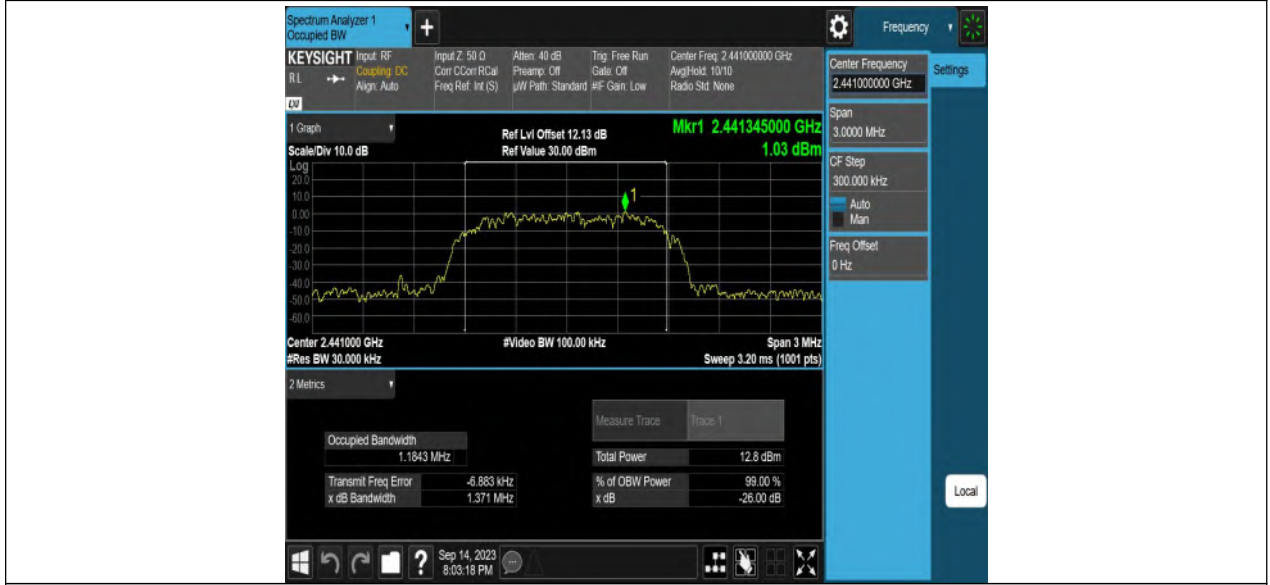 Spectrum Analyzer 1
Occupied BW
+
Frequency
KEYSIGHT Input: RF
Coupling: DC
Align: Auto
RL
LXI
Input Z: 50 Ω
Corr CCorr RCal
Freq Ref: Int (S)
Atten: 40 dB
Preamp: Off
µW Path: Standard
Trig: Free Run
Gate: Off
#IF Gain: Low
Center Freq: 2.441000000 GHz
Avg|Hold: 10/10
Radio Std: None
Center Frequency
2.441000000 GHz
Settings
Span
3.0000 MHz
CF Step
300.000 kHz
Auto
Man
Freq Offset
0 Hz
1 Graph
Scale/Div 10.0 dB
Ref Lvl Offset 12.13 dB
Ref Value 30.00 dBm
Mkr1 2.441345000 GHz
1.03 dBm
Log
20.0
10.0
0.00
-10.0
-20.0
-30.0
-40.0
-50.0
-60.0
1
Center 2.441000 GHz
#Res BW 30.000 kHz
#Video BW 100.00 kHz
Span 3 MHz
Sweep 3.20 ms (1001 pts)
2 Metrics
Measure Trace Trace 1
Occupied Bandwidth
1.1843 MHz
Total Power 12.8 dBm
Transmit Freq Error -6.883 kHz
% of OBW Power 99.00 %
x dB Bandwidth 1.371 MHz
x dB -26.00 dB
Local
?
Sep 14, 2023
8:03:18 PM